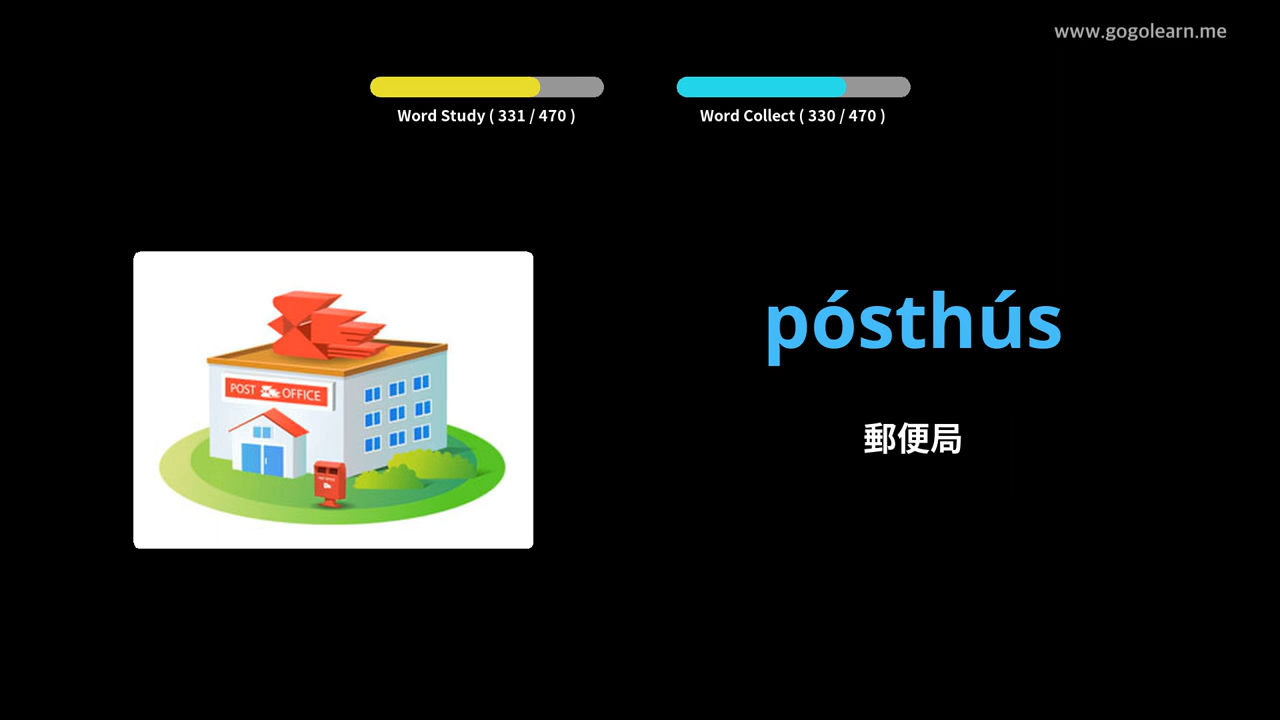 www.gogolearn.me
Word Study ( 331 / 470 )
Word Collect ( 330 / 470 )
POST OFFICE
pósthús
郵便局